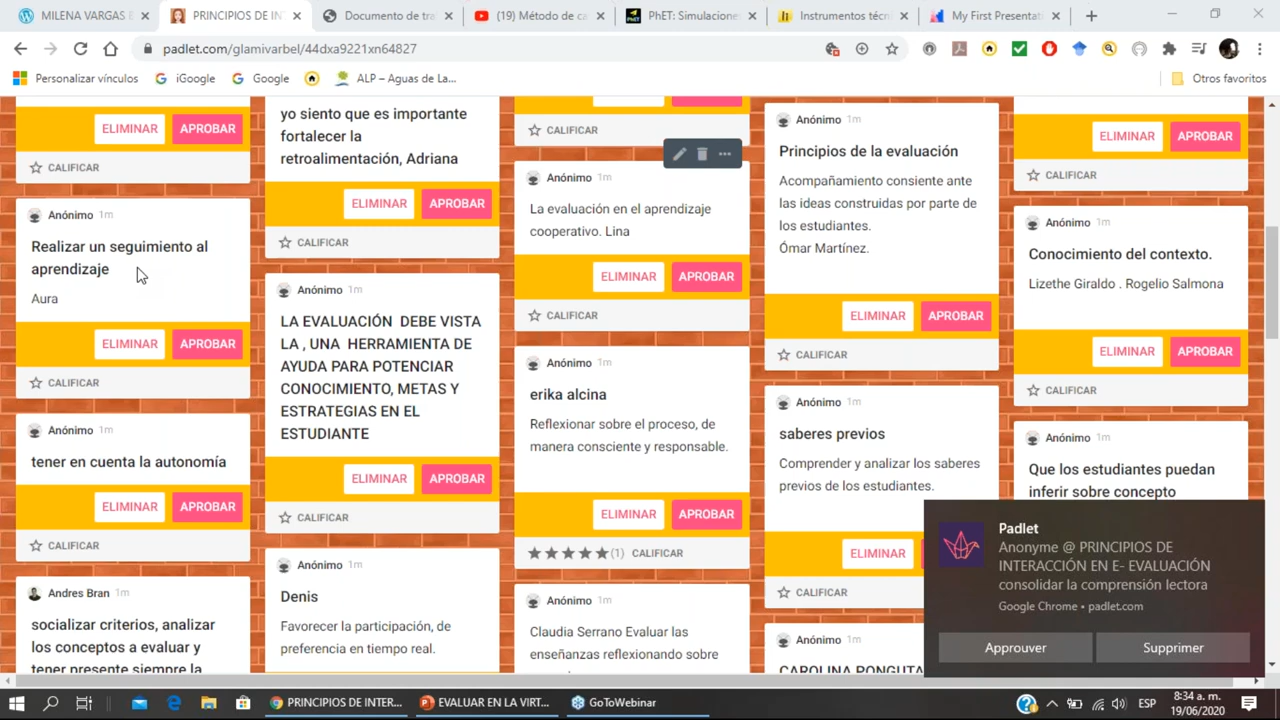 MILENA VARGAS B
PRINCIPIOS DE IN
Documento de tra
(19) Método de ca
PhET: Simulacione
Instrumentos técni
My First Presentat
padlet.com/glamivarbel/44dxa9221xn64827
Personalizar vínculos
iGoogle
Google
ALP – Aguas de La...
Otros favoritos
ELIMINAR
APROBAR
CALIFICAR
Anónimo 1m
Realizar un seguimiento al
aprendizaje
Aura
ELIMINAR
APROBAR
CALIFICAR
Anónimo 1m
tener en cuenta la autonomía
ELIMINAR
APROBAR
CALIFICAR
Andres Bran 1m
socializar criterios, analizar
los conceptos a evaluar y
tener presente siempre la
yo siento que es importante
fortalecer la
retroalimentación, Adriana
ELIMINAR
APROBAR
CALIFICAR
Anónimo 1m
LA EVALUACIÓN DEBE VISTA
LA , UNA HERRAMIENTA DE
AYUDA PARA POTENCIAR
CONOCIMIENTO, METAS Y
ESTRATEGIAS EN EL
ESTUDIANTE
ELIMINAR
APROBAR
CALIFICAR
Anónimo 1m
Denis
Favorecer la participación, de
preferencia en tiempo real.
CALIFICAR
Anónimo 1m
La evaluación en el aprendizaje
cooperativo. Lina
ELIMINAR
APROBAR
CALIFICAR
Anónimo 1m
erika alcina
Reflexionar sobre el proceso, de
manera consciente y responsable.
ELIMINAR
APROBAR
(1) CALIFICAR
Anónimo 1m
Claudia Serrano Evaluar las
enseñanzas reflexionando sobre
Anónimo 1m
Principios de la evaluación
Acompañamiento consiente ante
las ideas construidas por parte de
los estudiantes.
Ómar Martínez.
ELIMINAR
APROBAR
CALIFICAR
Anónimo 1m
saberes previos
Comprender y analizar los saberes
previos de los estudiantes.
ELIMINAR
CALIFICAR
Anónimo 1m
CAROLINA PONGUTA
ELIMINAR
APROBAR
CALIFICAR
Anónimo 1m
Conocimiento del contexto.
Lizethe Giraldo . Rogelio Salmona
ELIMINAR
APROBAR
CALIFICAR
Anónimo 1m
Que los estudiantes puedan
inferir sobre concepto
Padlet
Anonyme @ PRINCIPIOS DE
INTERACCIÓN EN E- EVALUACIÓN
consolidar la comprensión lectora
Google Chrome • padlet.com
Approuver
Supprimer
PRINCIPIOS DE INTER...
EVALUAR EN LA VIRT...
GoToWebinar
ESP
8:34 a. m.
19/06/2020